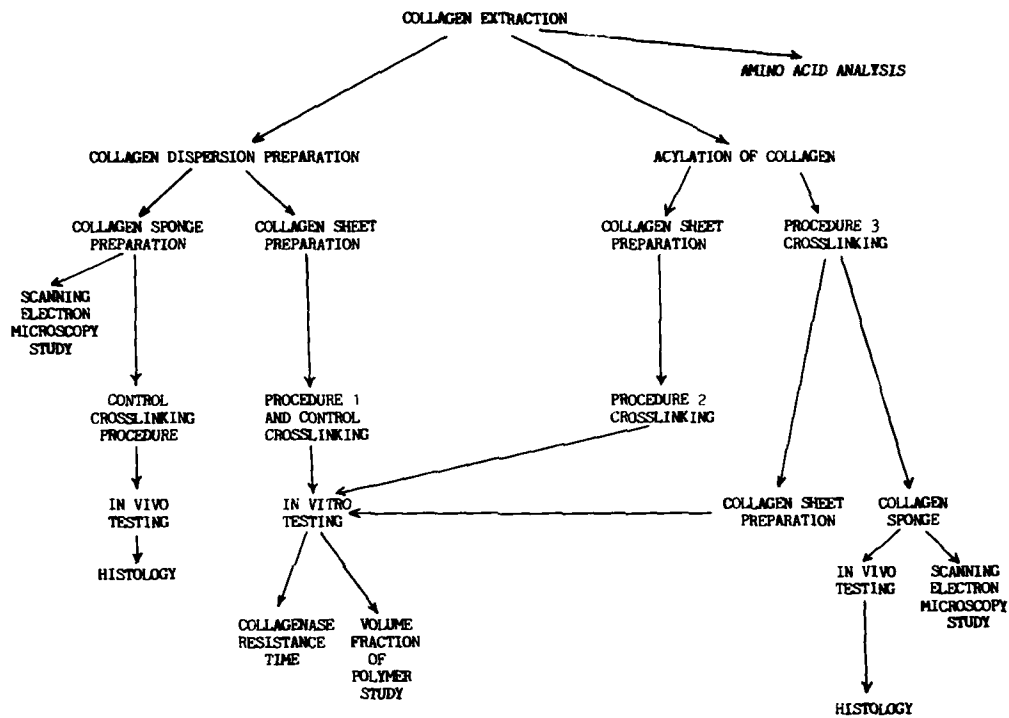 COLLAGEN EXTRACTION
AMINO ACID ANALYSIS
COLLAGEN DISPERSION PREPARATION
ACYLATION OF COLLAGEN
COLLAGEN SPONGE
PREPARATION
COLLAGEN SHEET
PREPARATION
COLLAGEN SHEET
PREPARATION
PROCEDURE 3
CROSSLINKING
SCANNING
ELECTRON
MICROSCOPY
STUDY
CONTROL
CROSSLINKING
PROCEDURE
PROCEDURE 1
AND CONTROL
CROSSLINKING
PROCEDURE 2
CROSSLINKING
IN VIVO
TESTING
IN VITRO
TESTING
COLLAGEN SHEET
PREPARATION
COLLAGEN
SPONGE
HISTOLOGY
IN VIVO
TESTING
SCANNING
ELECTRON
MICROSCOPY
STUDY
COLLAGENASE
RESISTANCE
TIME
VOLUME
FRACTION
OF
POLYMER
STUDY
HISTOLOGY